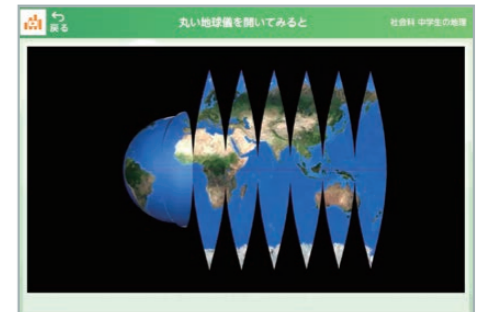 戻る
丸い地球儀を開いてみると
社会科 中学生の地理